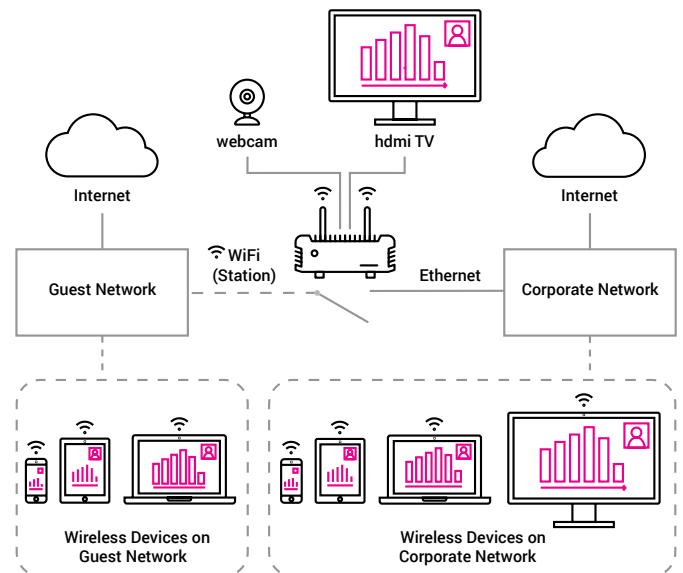 webcam
hdmi TV
Internet
Internet
WiFi
(Station)
Ethernet
Guest Network
Corporate Network
Wireless Devices on
Guest Network
Wireless Devices on
Corporate Network